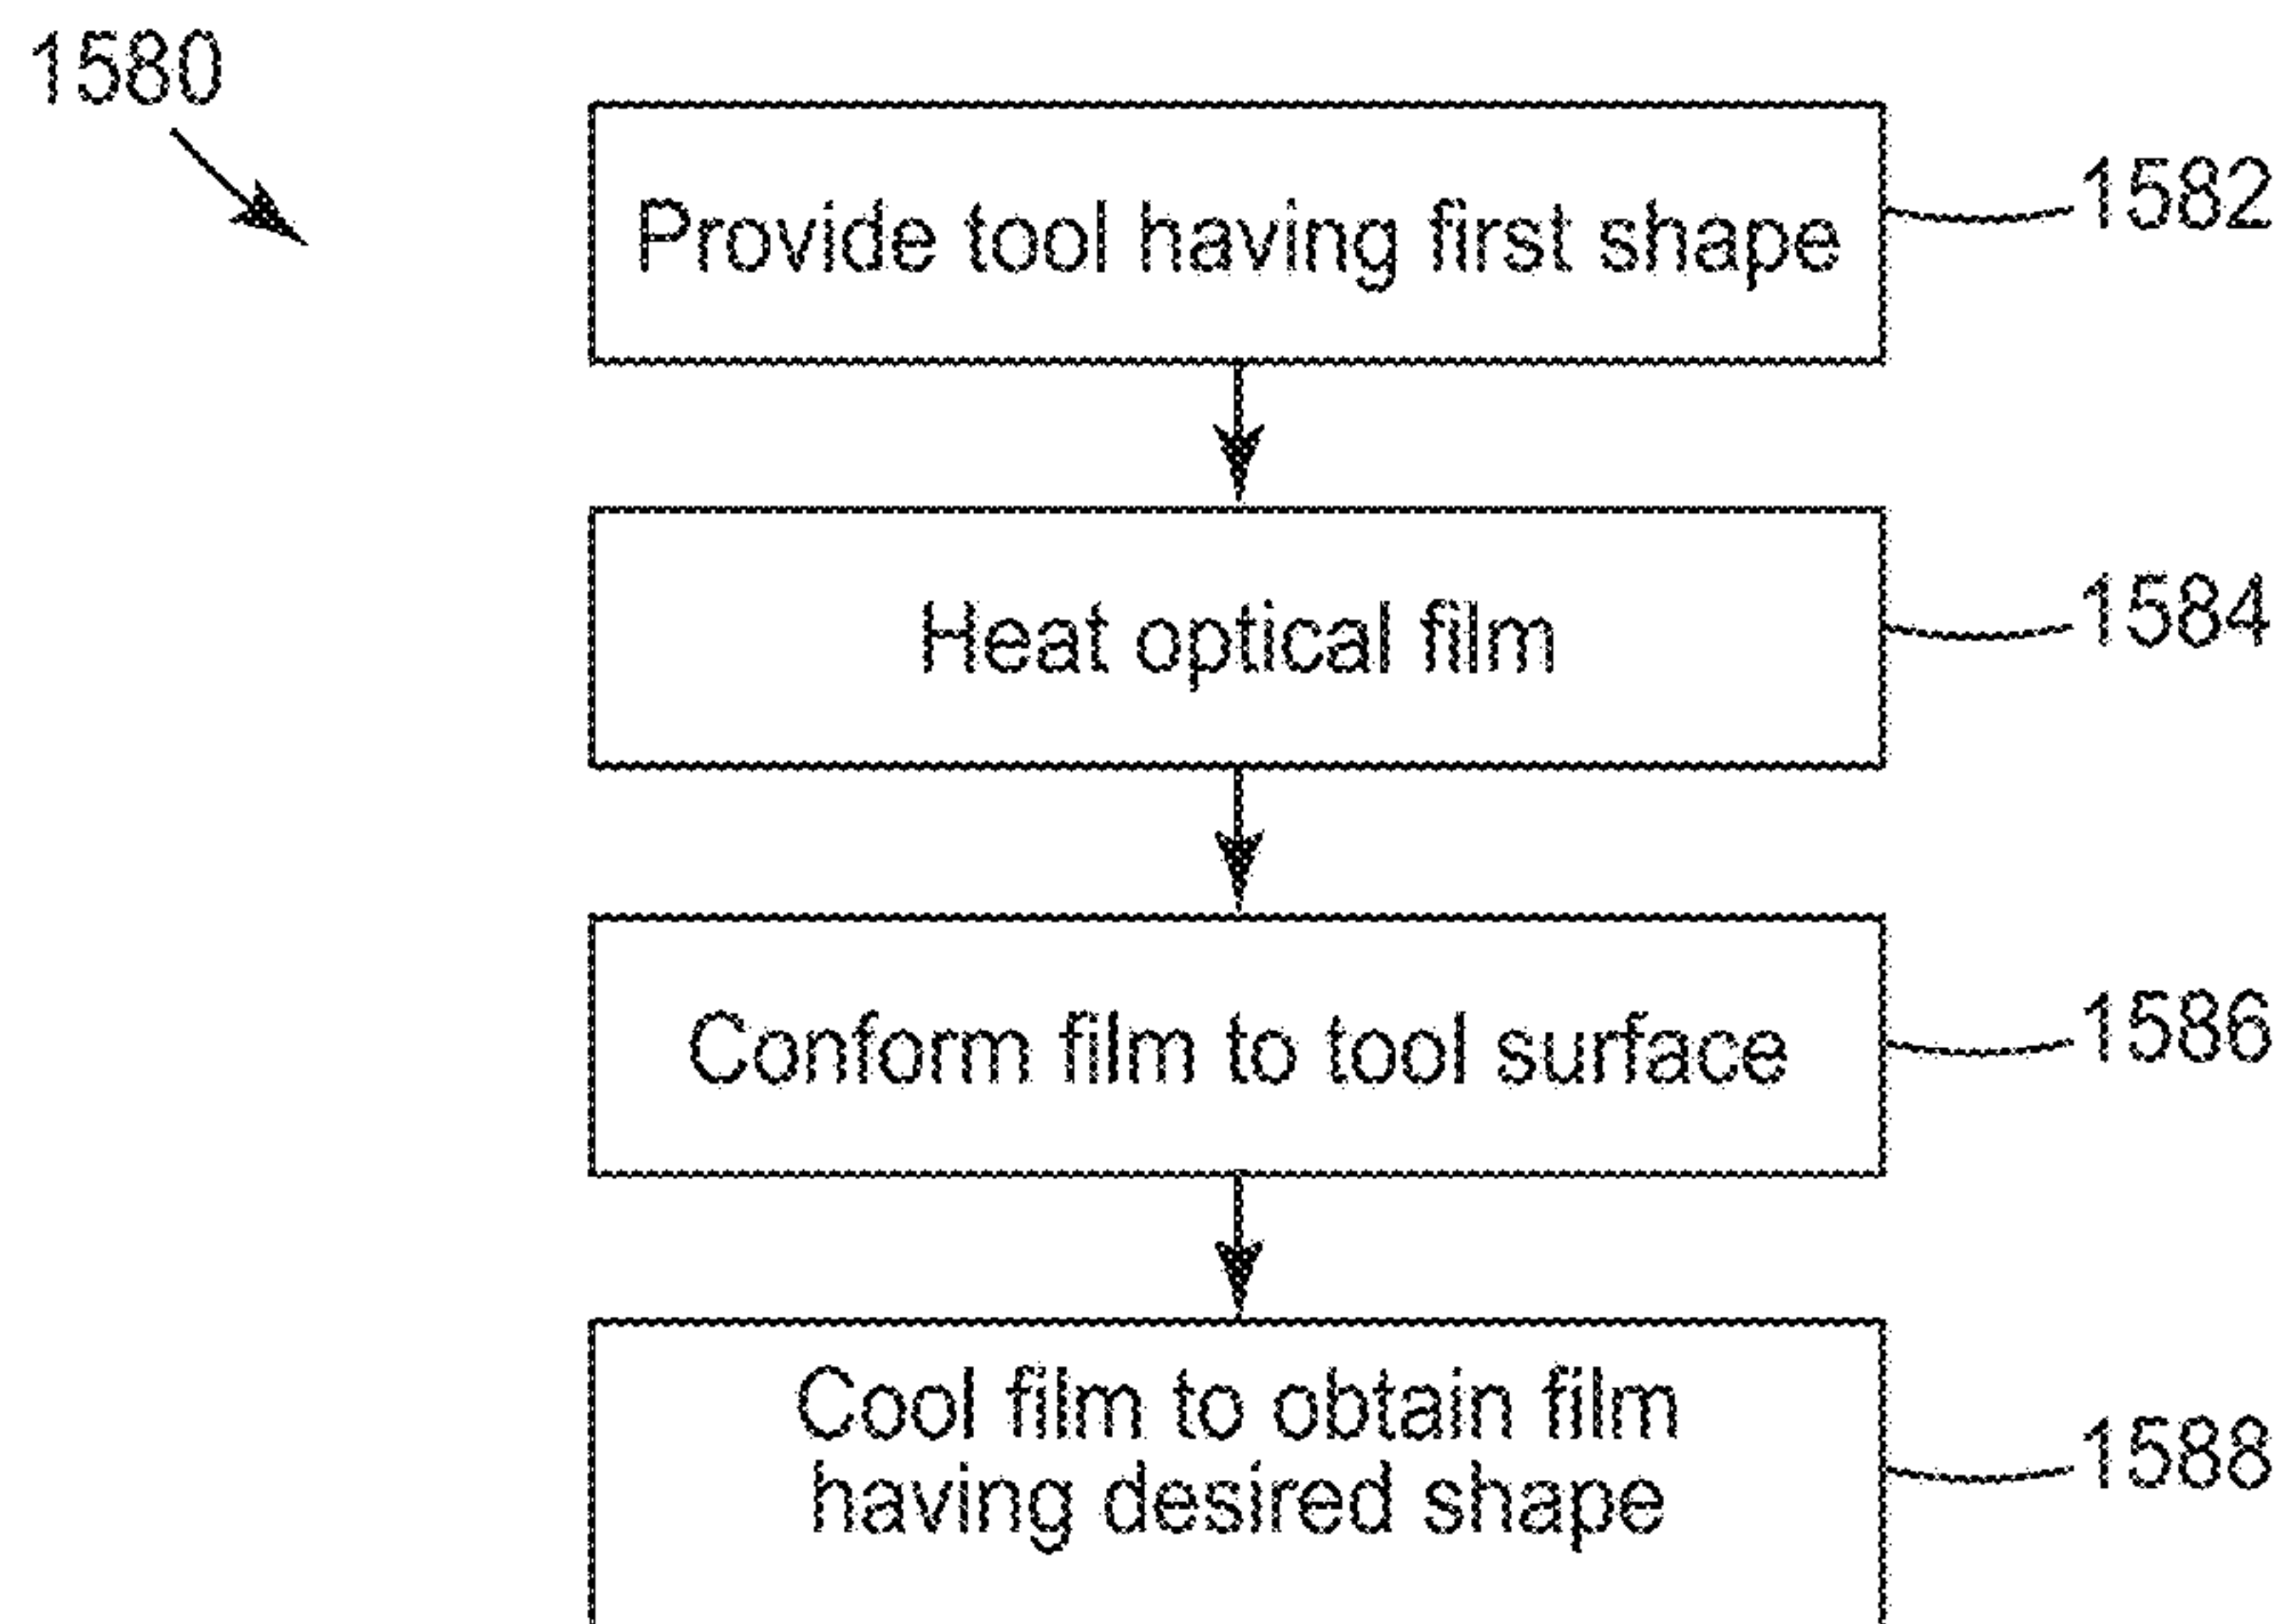 1580
Provide tool having first shape
1582
Heat optical film
1584
Conform film to tool surface
1586
Cool film to obtain film
having desired shape
1588